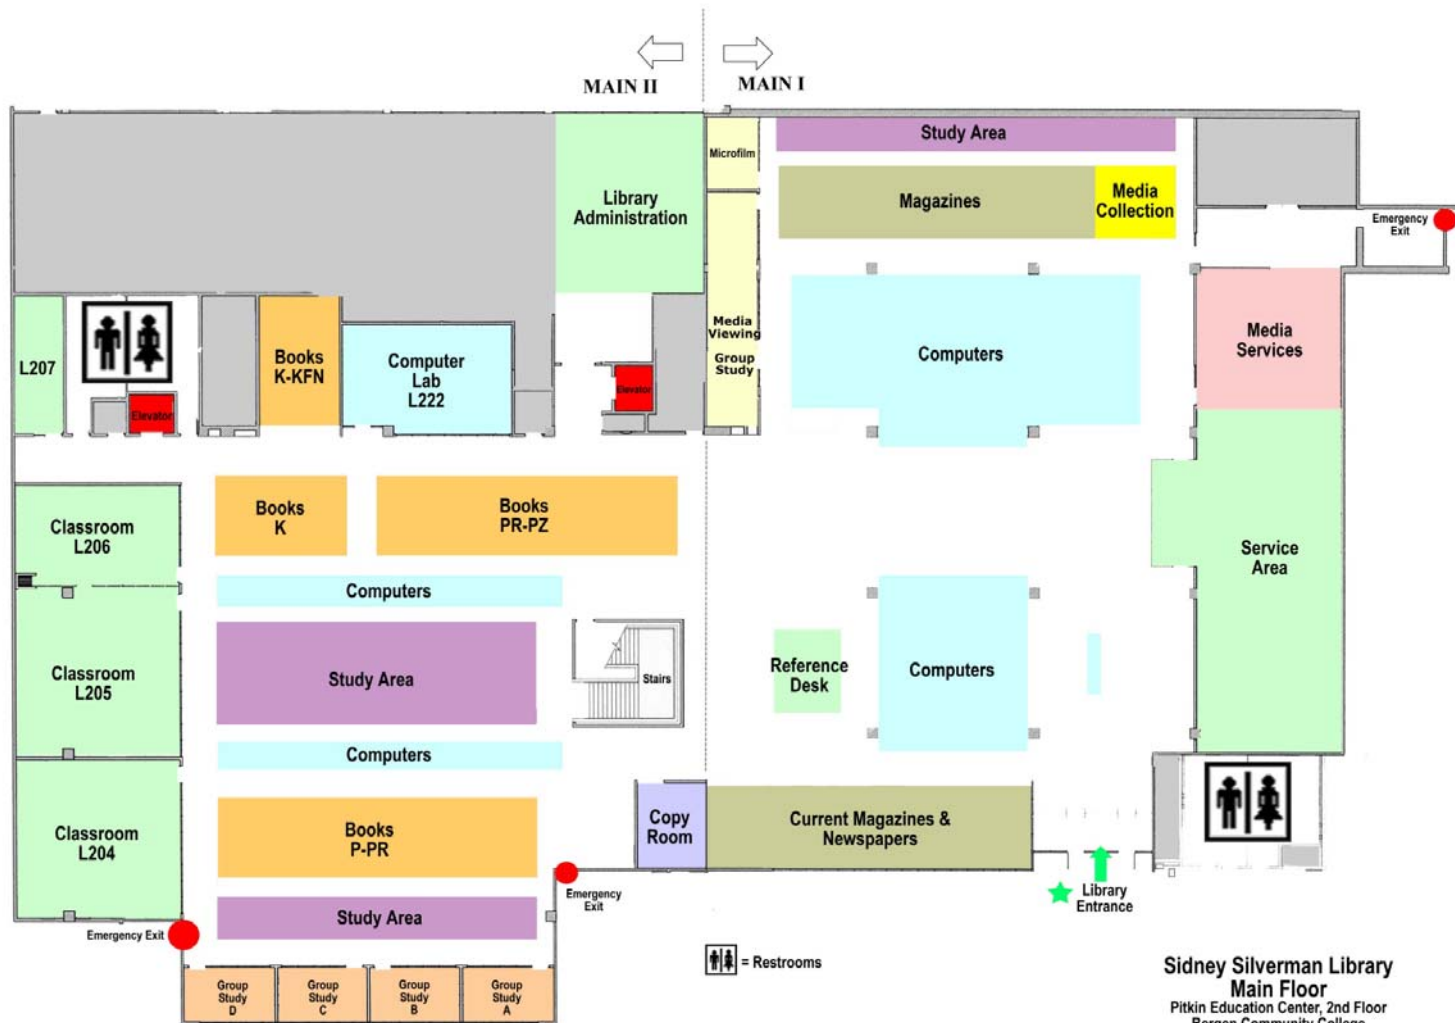 MAIN II
MAIN I
Study Area
Microfilm
Magazines
Media
Collection
Library
Administration
Emergency
Exit
Media
Viewing
Group
Study
Computers
Media
Services
L207
Elevator
Books
K-KFN
Computer
Lab
L222
Elevator
Books
K
Books
PR-PZ
Classroom
L206
Service
Area
Computers
Classroom
L205
Study Area
Stairs
Reference
Desk
Computers
Computers
Classroom
L204
Books
P-PR
Copy
Room
Current Magazines &
Newspapers
Library
Entrance
Emergency
Exit
Study Area
Emergency Exit
= Restrooms
Group
Study
D
Group
Study
C
Group
Study
B
Group
Study
A
Sidney Silverman Library
Main Floor
Pitkin Education Center, 2nd Floor
Bergen Community College